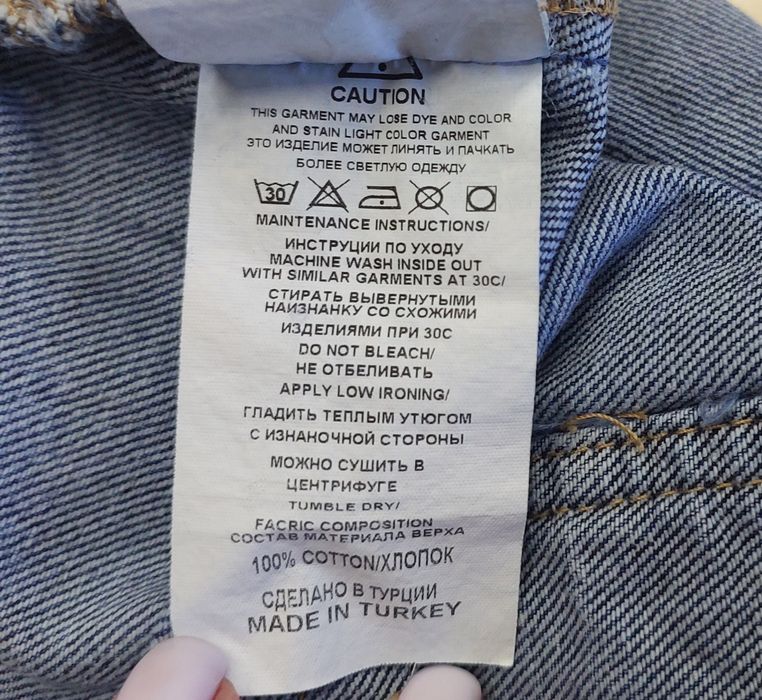 CAUTION
THIS GARMENT MAY LOSE DYE AND COLOR
AND STAIN LIGHT COLOR GARMENT
ЭТО ИЗДЕЛИЕ МОЖЕТ ЛИНЯТЬ И ПАЧКАТЬ
БОЛЕЕ СВЕТЛУЮ ОДЕЖДУ
30
MAINTENANCE INSTRUCTIONS/
ИНСТРУКЦИИ ПО УХОДУ
MACHINE WASH INSIDE OUT
WITH SIMILAR GARMENTS AT 30C/
СТИРАТЬ ВЫВЕРНУТЫМИ
НАИЗНАНКУ СО СХОЖИМИ
ИЗДЕЛИЯМИ ПРИ 30С
DO NOT BLEACH/
НЕ ОТБЕЛИВАТЬ
APPLY LOW IRONING/
ГЛАДИТЬ ТЕПЛЫМ УТЮГОМ
С ИЗНАНОЧНОЙ СТОРОНЫ
МОЖНО СУШИТЬ В
ЦЕНТРИФУГЕ
TUMBLE DRY/
FACRIC COMPOSITION
СОСТАВ МАТЕРИАЛА ВЕРХА
100% COTTON/ХЛОПОК
СДЕЛАНО В ТУРЦИИ
MADE IN TURKEY